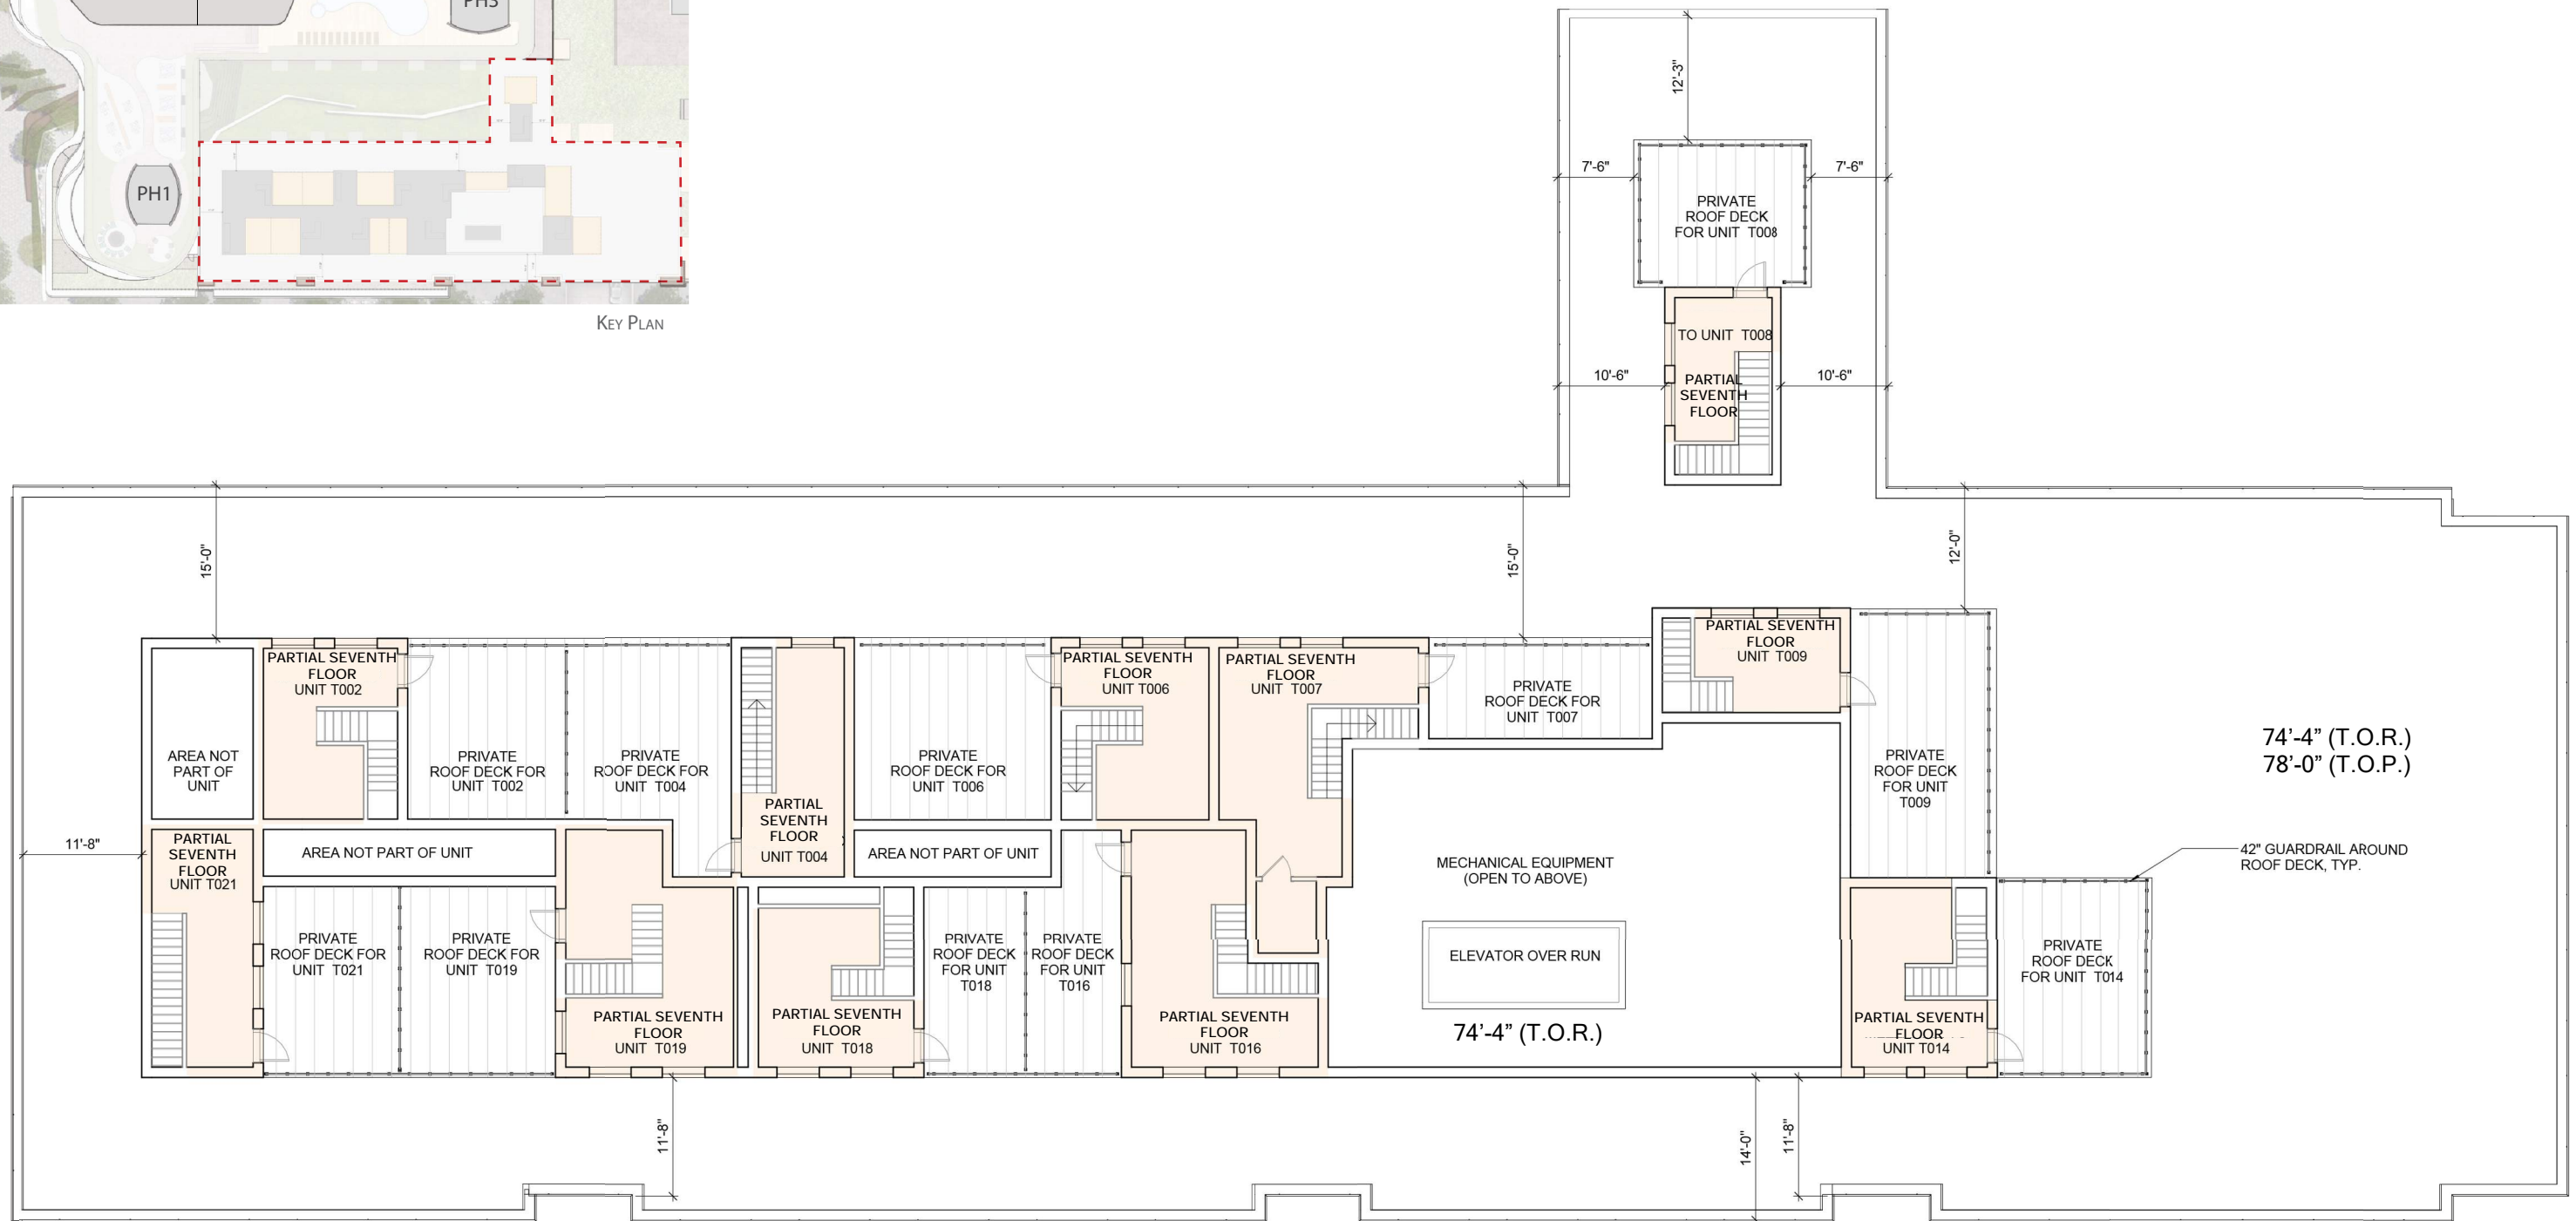 PH3
PH1
KEY PLAN
12'-3"
7'-6"
7'-6"
PRIVATE
ROOF DECK
FOR UNIT T008
TO UNIT T008
10'-6"
PARTIAL
SEVENTH
FLOOR
10'-6"
15'-0"
15'-0"
12'-0"
PARTIAL SEVENTH
FLOOR
UNIT T002
PARTIAL SEVENTH
FLOOR
UNIT T006
PARTIAL SEVENTH
FLOOR
UNIT T007
PARTIAL SEVENTH
FLOOR
UNIT T009
PRIVATE
ROOF DECK FOR
UNIT T007
AREA NOT
PART OF
UNIT
PRIVATE
ROOF DECK FOR
UNIT T002
PRIVATE
ROOF DECK FOR
UNIT T004
PRIVATE
ROOF DECK FOR
UNIT T006
PRIVATE
ROOF DECK
FOR UNIT
T009
74'-4" (T.O.R.)
78'-0" (T.O.P.)
PARTIAL
SEVENTH
FLOOR
UNIT T004
11'-8"
PARTIAL
SEVENTH
FLOOR
UNIT T021
AREA NOT PART OF UNIT
AREA NOT PART OF UNIT
MECHANICAL EQUIPMENT
(OPEN TO ABOVE)
42" GUARDRAIL AROUND
ROOF DECK, TYP.
PRIVATE
ROOF DECK FOR
UNIT T021
PRIVATE
ROOF DECK FOR
UNIT T019
PRIVATE
ROOF DECK
FOR UNIT
T018
PRIVATE
ROOF DECK
FOR UNIT
T016
ELEVATOR OVER RUN
PRIVATE
ROOF DECK
FOR UNIT T014
PARTIAL SEVENTH
FLOOR
UNIT T019
PARTIAL SEVENTH
FLOOR
UNIT T018
PARTIAL SEVENTH
FLOOR
UNIT T016
74'-4" (T.O.R.)
PARTIAL SEVENTH
FLOOR
UNIT T014
11'-8"
14'-0"
11'-8"